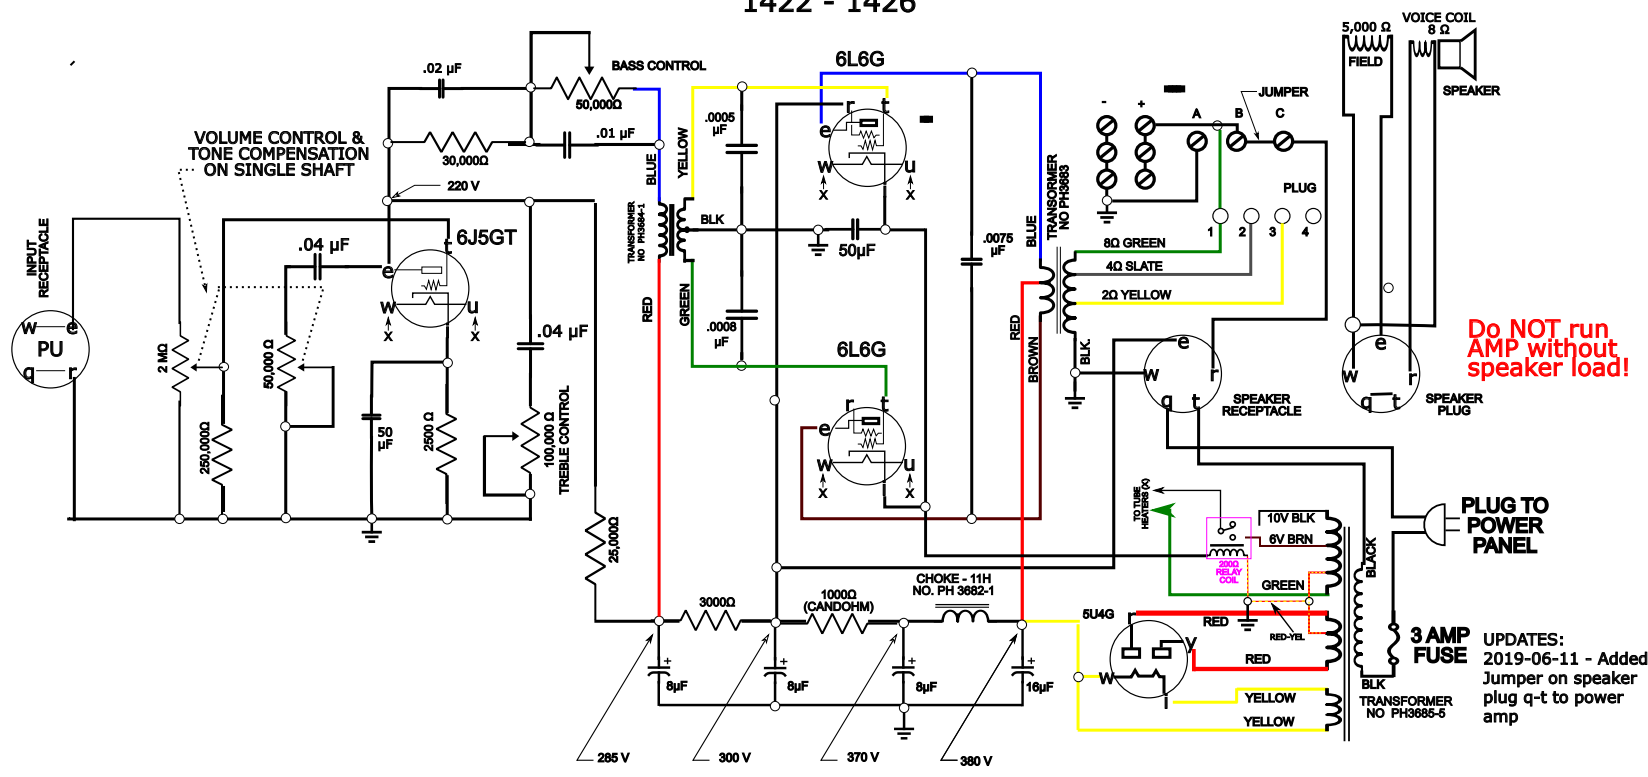 1422 - 1426
5,000 Ω
FIELD
VOICE COIL
8 Ω
SPEAKER
6L6G
BASS CONTROL
.02 µF
50,000Ω
.01 µF
30,000Ω
VOLUME CONTROL &
TONE COMPENSATION
ON SINGLE SHAFT
220 V
BLUE
YELLOW
.0005
µF
r t
e
w u
X X
- +
JUMPER
A B C
PLUG
1 2 3 4
INPUT
RECEPTACLE
.04 µF
6J5GT
t
e
w u
X X
TRANSFORMER
NO PH3684-1
BLK
50µF
.0075
µF
BLUE
TRANSORMER
NO PH3683
8Ω GREEN
4Ω SLATE
2Ω YELLOW
w e
PU
q r
2 MΩ
50,000 Ω
.04 µF
RED
GREEN
.0008
µF
6L6G
RED
BROWN
BLK.
e
w r
q t
SPEAKER
RECEPTACLE
e
w r
q t
SPEAKER
PLUG
Do NOT run
AMP without
speaker load!
250,000Ω
50
µF
2500 Ω
100,000 Ω
TREBLE CONTROL
r t
e
w u
X X
25,000Ω
TO TUBE
HEATERS (X)
10V BLK
6V BRN
200Ω
RELAY
COIL
GREEN
BLACK
PLUG TO
POWER
PANEL
CHOKE - 11H
NO. PH 3682-1
3000Ω
1000Ω
(CANDOHM)
5U4G
r
y
w
i
RED
RED-YEL
RED
YELLOW
YELLOW
3 AMP
FUSE
BLK
TRANSFORMER
NO PH3685-5
+ 8µF
+ 8µF
+ 8µF
+ 16µF
285 V
300 V
370 V
380 V
UPDATES:
2019-06-11 - Added
Jumper on speaker
plug q-t to power
amp